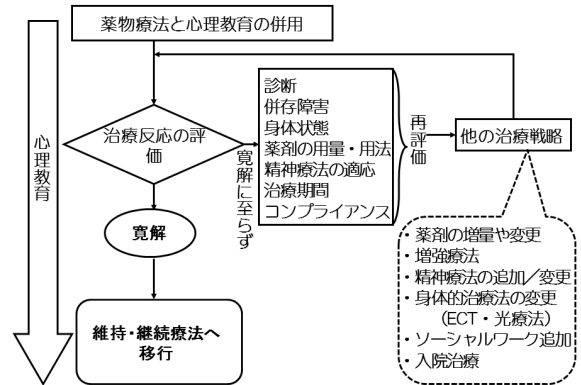 薬物療法と心理教育の併用
心理教育
治療反応の評
価
寛解に至らず
診断
併存障害
身体状態
薬剤の用量・用法
精神療法の適応
治療期間
コンプライアンス
再評価
他の治療戦略
寛解
維持・継続療法へ
移行
・薬剤の増量や変更
・増強療法
・精神療法の追加／変更
・身体的治療法の変更
（ECT・光療法）
・ソーシャルワーク追加
・入院治療